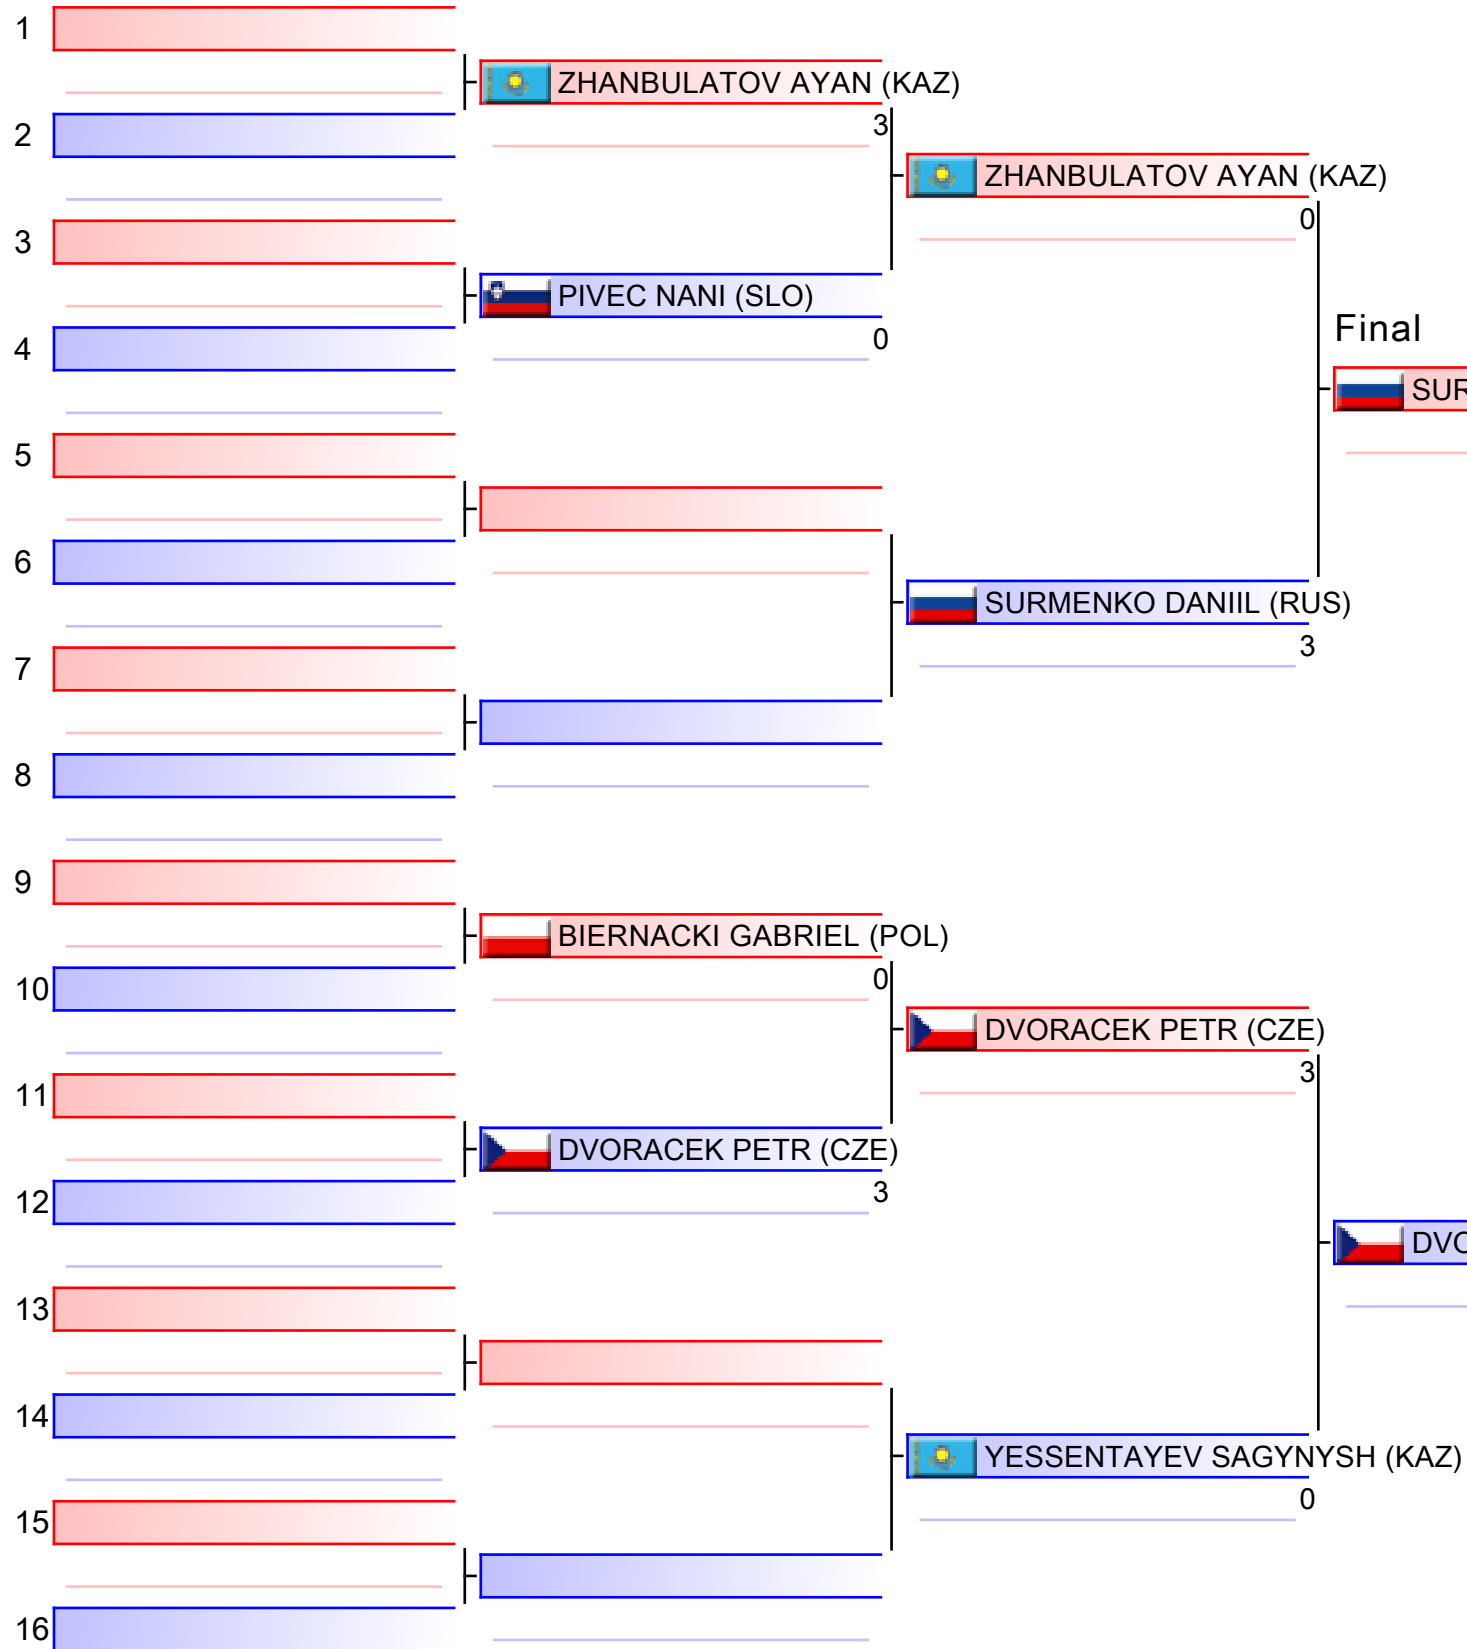 1
ZHANBULATOV AYAN (KAZ)
3
2
ZHANBULATOV AYAN (KAZ)
0
3
PIVEC NANI (SLO)
0
4
Final
SUR
5
6
SURMENKO DANIIL (RUS)
3
7
8
9
BIERNACKI GABRIEL (POL)
0
10
DVORACEK PETR (CZE)
3
11
DVORACEK PETR (CZE)
3
12
DVO
13
14
YESSENTAYEV SAGYNYSH (KAZ)
0
15
16